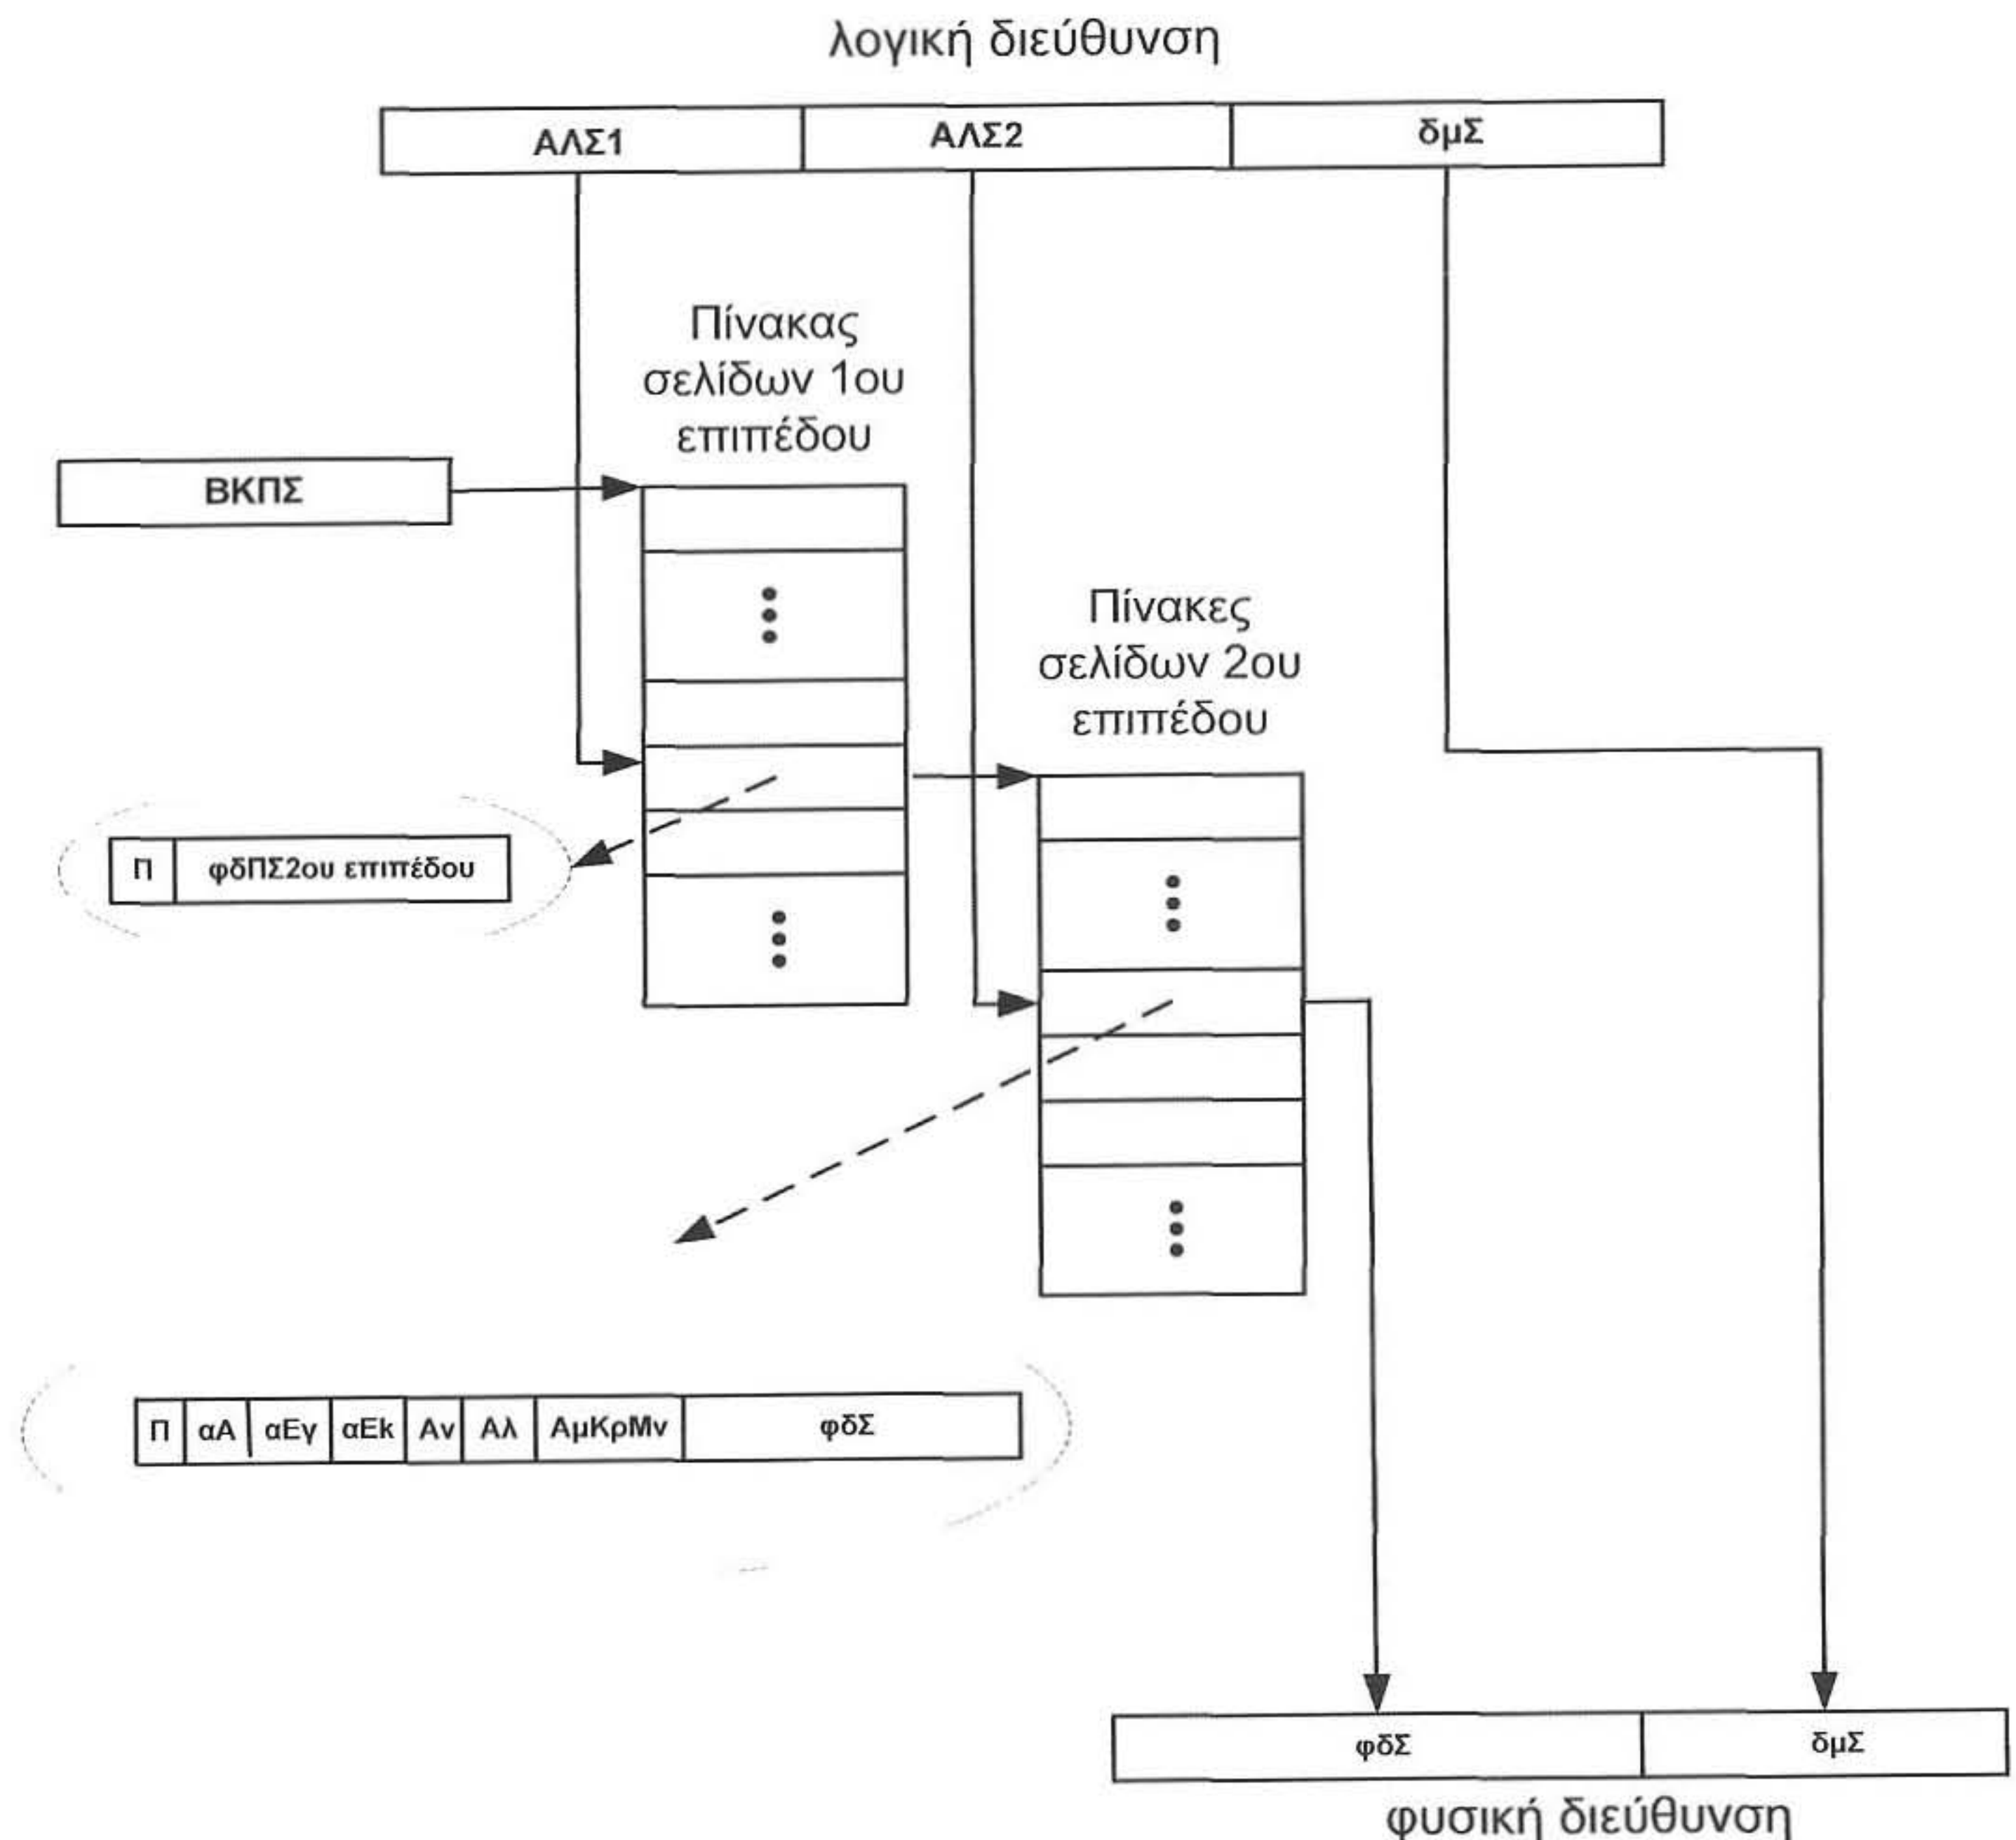 λογική διεύθυνση
ΑΛΣ1 ΑΛΣ2 δμΣ
Πίνακας
σελίδων 1ου
επιπέδου
ΒΚΠΣ
Πίνακες
σελίδων 2ου
επιπέδου
Π φδΠΣ2ου επιπέδου
Π αΑ αΕγ αΕk Αν Αλ ΑμΚρΜν φδΣ
φδΣ δμΣ
φυσική διεύθυνση